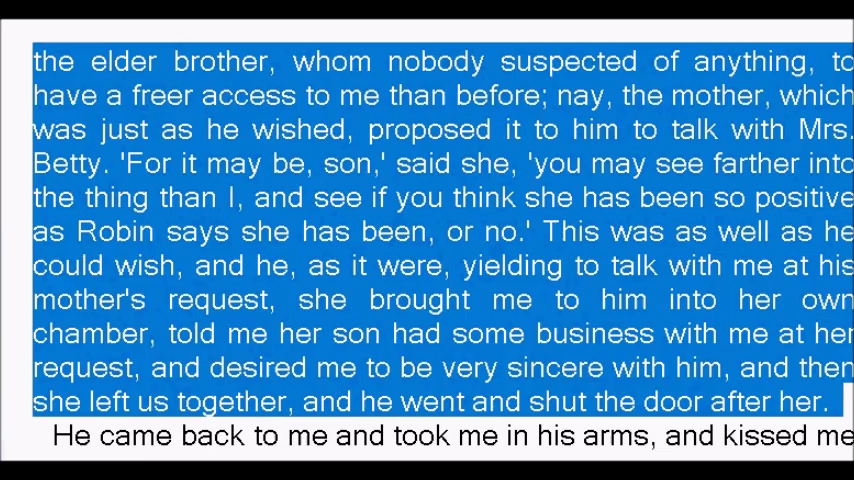 the elder brother, whom nobody suspected of anything, to
have a freer access to me than before; nay, the mother, which
was just as he wished, proposed it to him to talk with Mrs.
Betty. 'For it may be, son,' said she, 'you may see farther into
the thing than I, and see if you think she has been so positive
as Robin says she has been, or no.' This was as well as he
could wish, and he, as it were, yielding to talk with me at his
mother's request, she brought me to him into her own
chamber, told me her son had some business with me at her
request, and desired me to be very sincere with him, and then
she left us together, and he went and shut the door after her.
He came back to me and took me in his arms, and kissed me